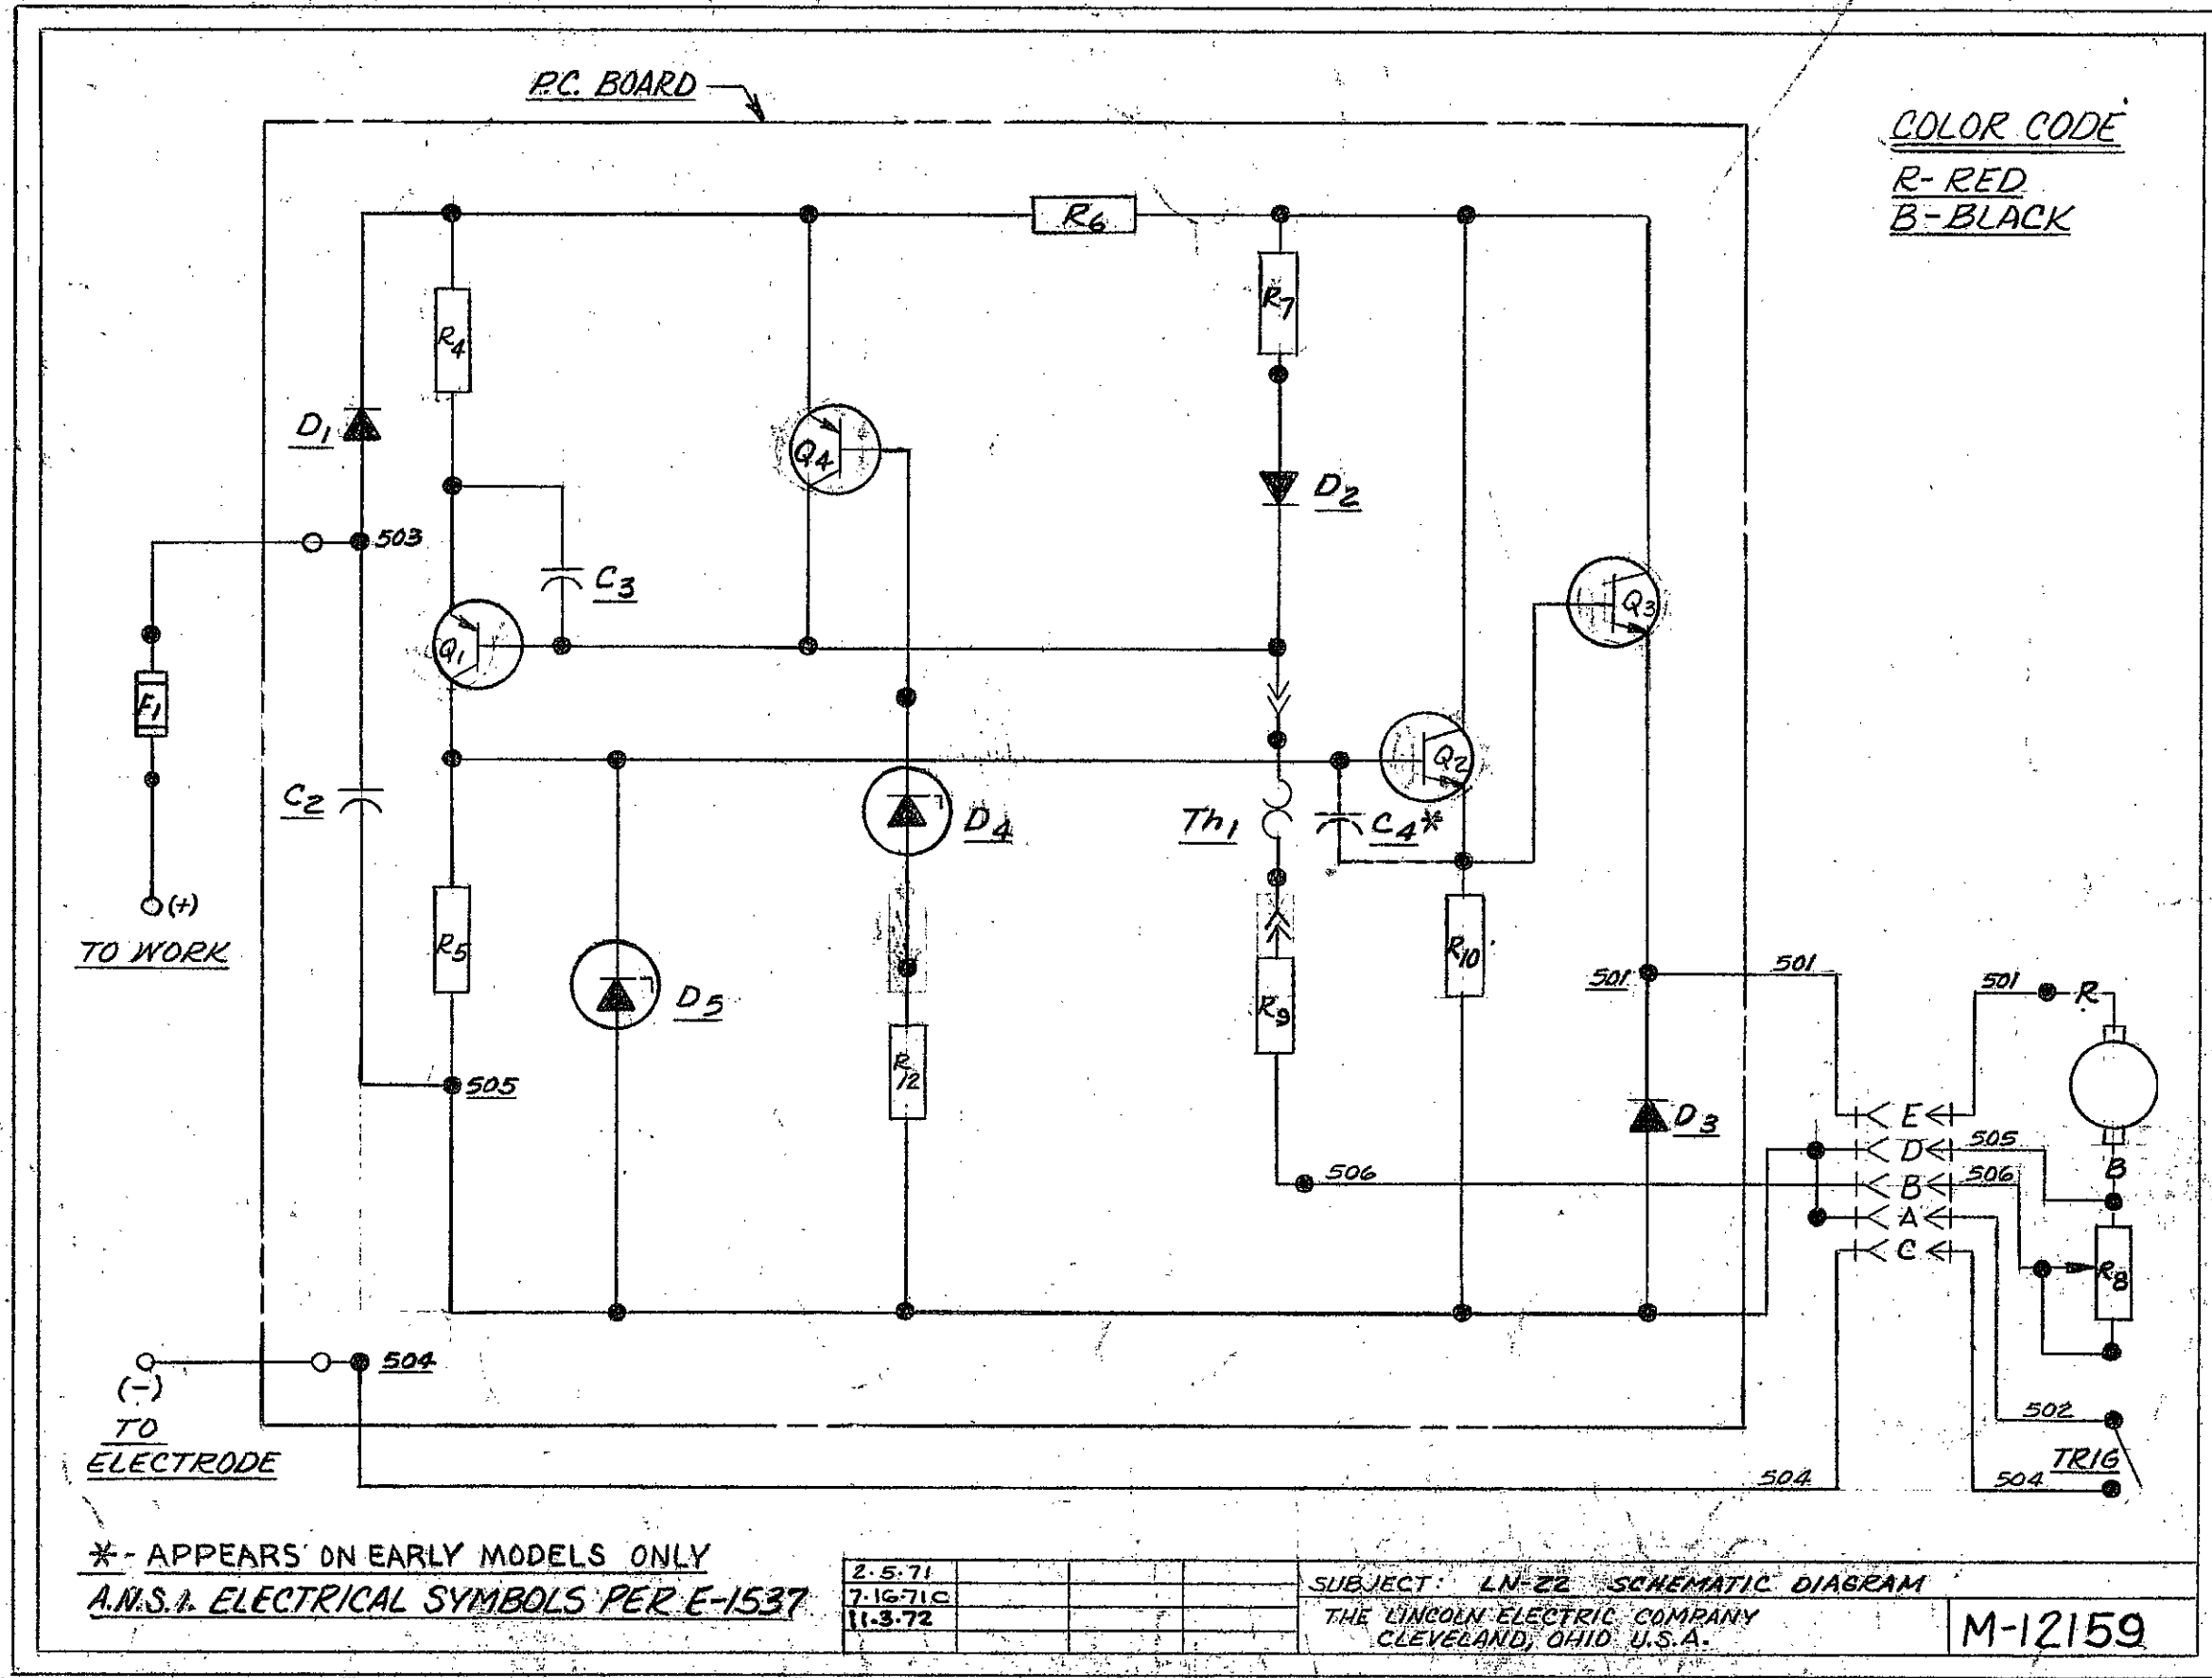 P.C. BOARD
COLOR CODE
R-RED
B-BLACK
R6
R7
R4
D1
Q4
D2
503
C3
Q3
Q1
F1
Q2
C2
D4
Th1
C4*
(+)
TO WORK
R5
R10
D5
R9
501
501
501
R
R12
505
D3
E
D
505
506
B
506
B
A
C
R8
504
(-)
TO
ELECTRODE
502
TRIG
504
504
*- APPEARS ON EARLY MODELS ONLY
A.N.S.I. ELECTRICAL SYMBOLS PER E-1537
2.5.71
7-16-71C
11.3.72
SUBJECT: LN-22 SCHEMATIC DIAGRAM
THE LINCOLN ELECTRIC COMPANY
CLEVELAND, OHIO U.S.A.
M-12159